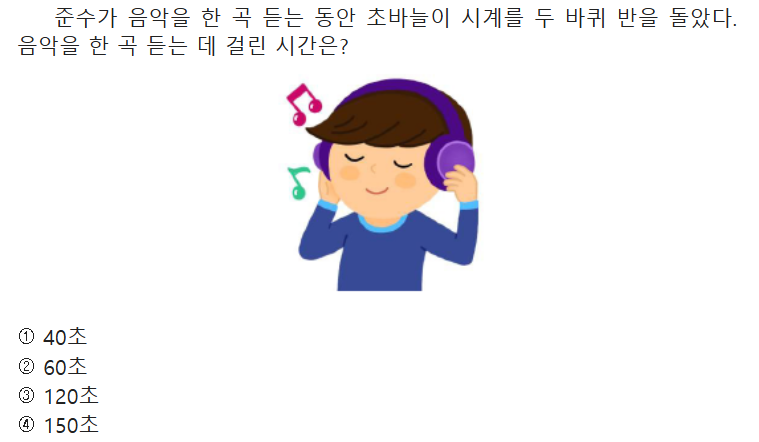 준수가 음악을 한 곡 듣는 동안 초바늘이 시계를 두 바퀴 반을 돌았다.
음악을 한 곡 듣는 데 걸린 시간은?
① 40초
② 60초
③ 120초
④ 150초